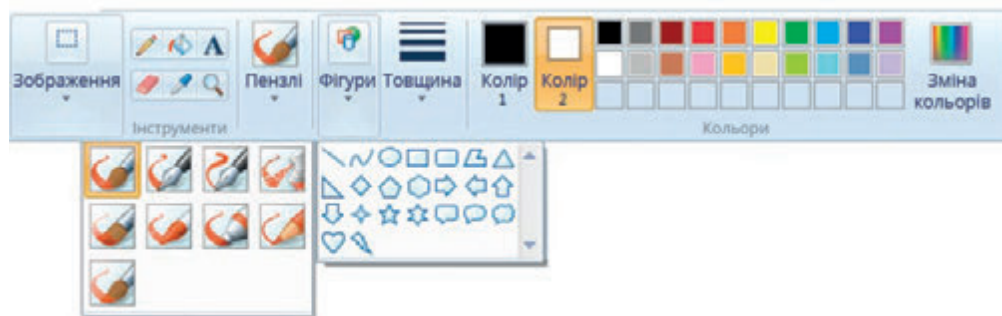 Зображення
Інструменти
Пензлі
Фігури
Товщина
Колір
1
Колір
2
Кольори
Зміна
кольорів